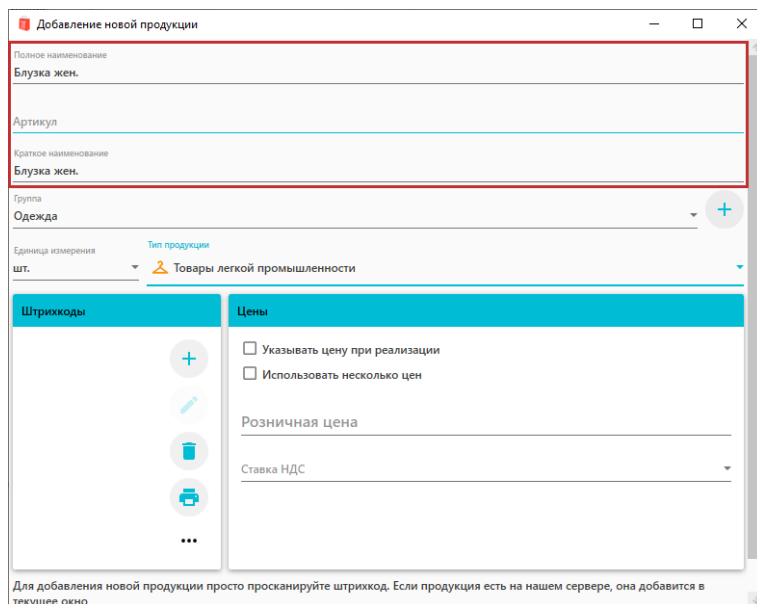 Добавление новой продукции
Полное наименование
Блузка жен.
Артикул
Краткое наименование
Блузка жен.
Группа
Одежда
Единица измерения
Тип продукции
шт.
Товары легкой промышленности
Штрихкоды
Цены
Указывать цену при реализации
Использовать несколько цен
Розничная цена
Ставка НДС
Для добавления новой продукции просто просканируйте штрихкод. Если продукция есть на нашем сервере, она добавится в
текущее окно